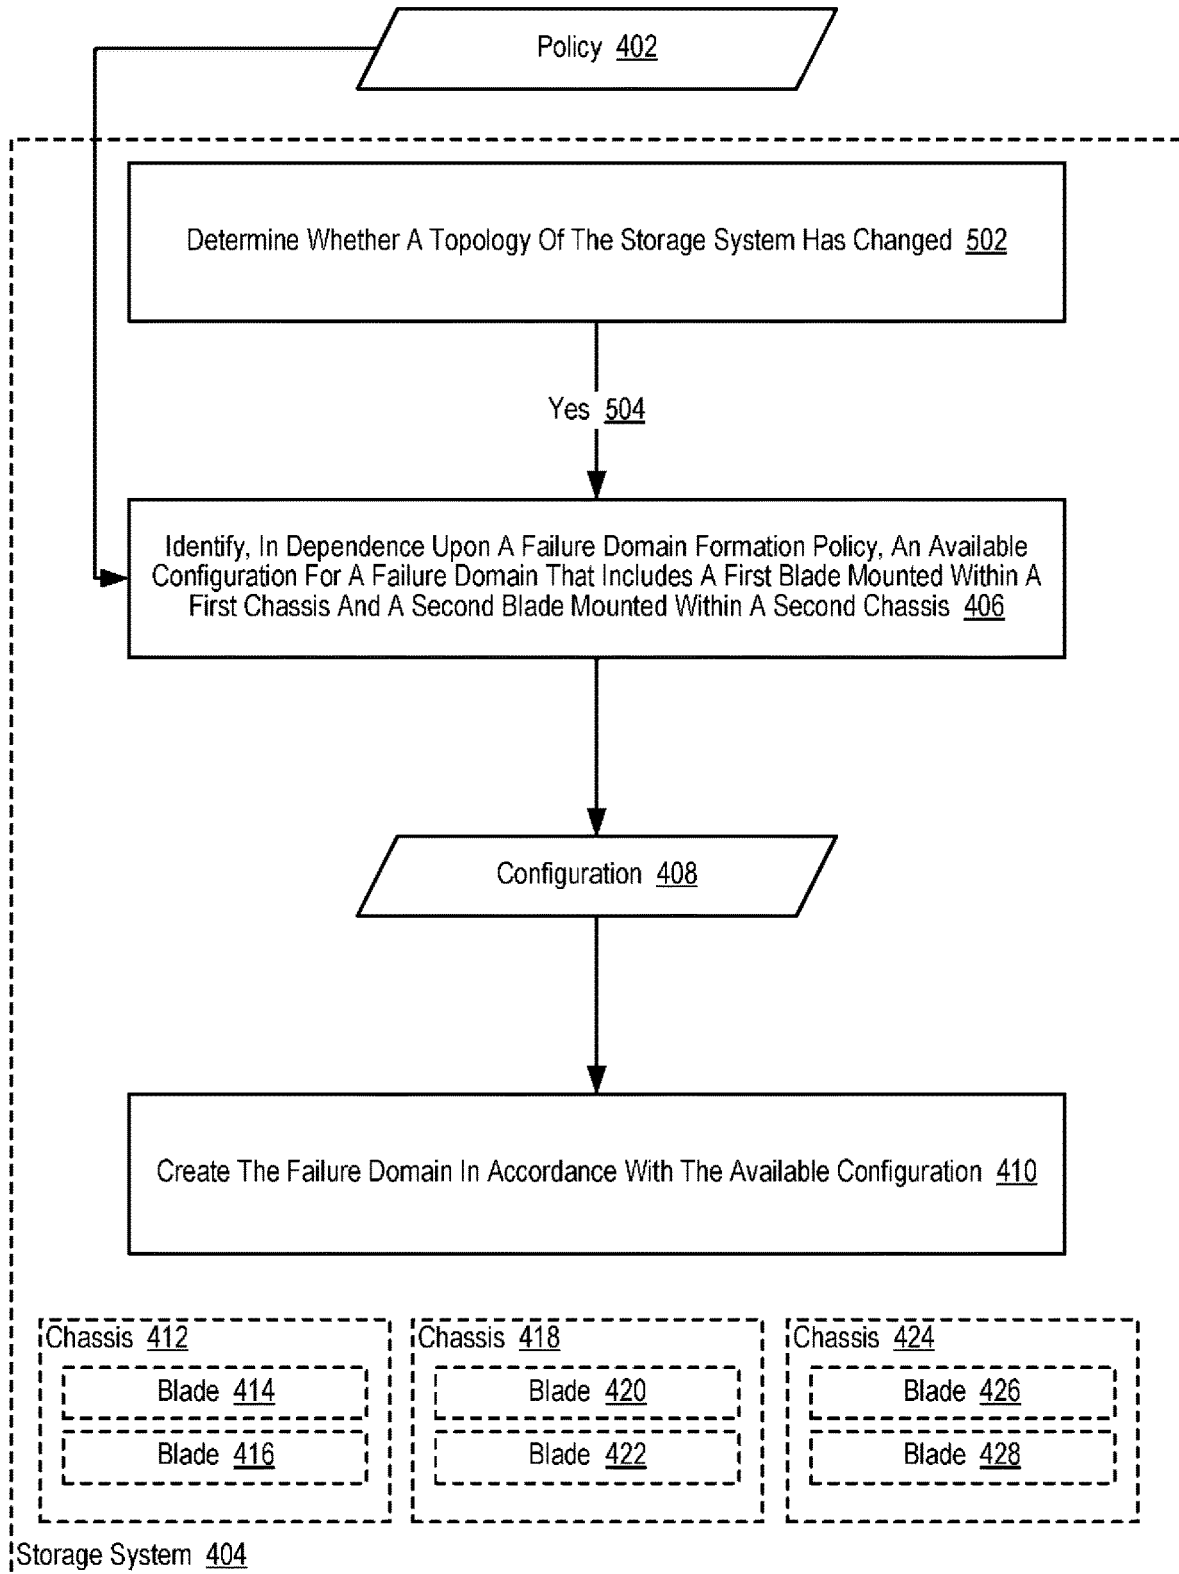 Policy 402
Determine Whether A Topology Of The Storage System Has Changed 502
Yes 504
Identify, In Dependence Upon A Failure Domain Formation Policy, An Available
Configuration For A Failure Domain That Includes A First Blade Mounted Within A
First Chassis And A Second Blade Mounted Within A Second Chassis 406
Configuration 408
Create The Failure Domain In Accordance With The Available Configuration 410
Chassis 412
Blade 414
Blade 416
Chassis 418
Blade 420
Blade 422
Chassis 424
Blade 426
Blade 428
Storage System 404